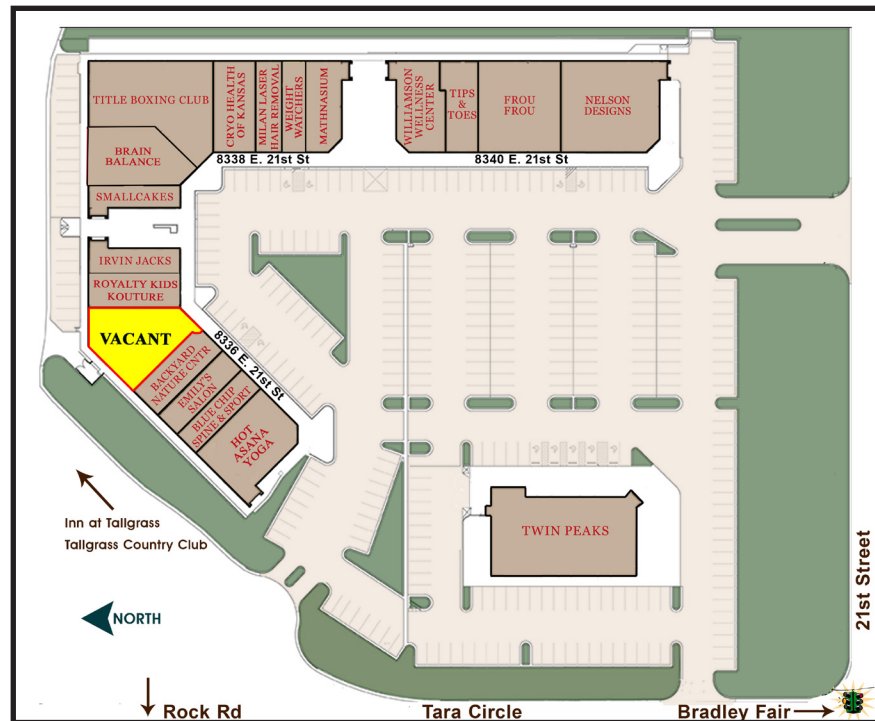 TITLE BOXING CLUB
CRYO HEALTH
OF KANSAS
MILAN LASER
HAIR REMOVAL
WEIGHT
WATCHERS
MATHNASIUM
WILLIAMSON
WELLNESS
CENTER
TIPS
&
TOES
FROU
FROU
NELSON
DESIGNS
BRAIN
BALANCE
8338 E. 21st St
8340 E. 21st St
SMALLCAKES
IRVIN JACKS
ROYALTY KIDS
KOUTURE
VACANT
8336 E. 21st St
BACKYARD
NATURE CNTR
EMILY'S
SALON
BLUE CHIP
SPINE & SPORT
HOT
ASANA
YOGA
TWIN PEAKS
Inn at Tallgrass
Tallgrass Country Club
NORTH
21st Street
Rock Rd
Tara Circle
Bradley Fair